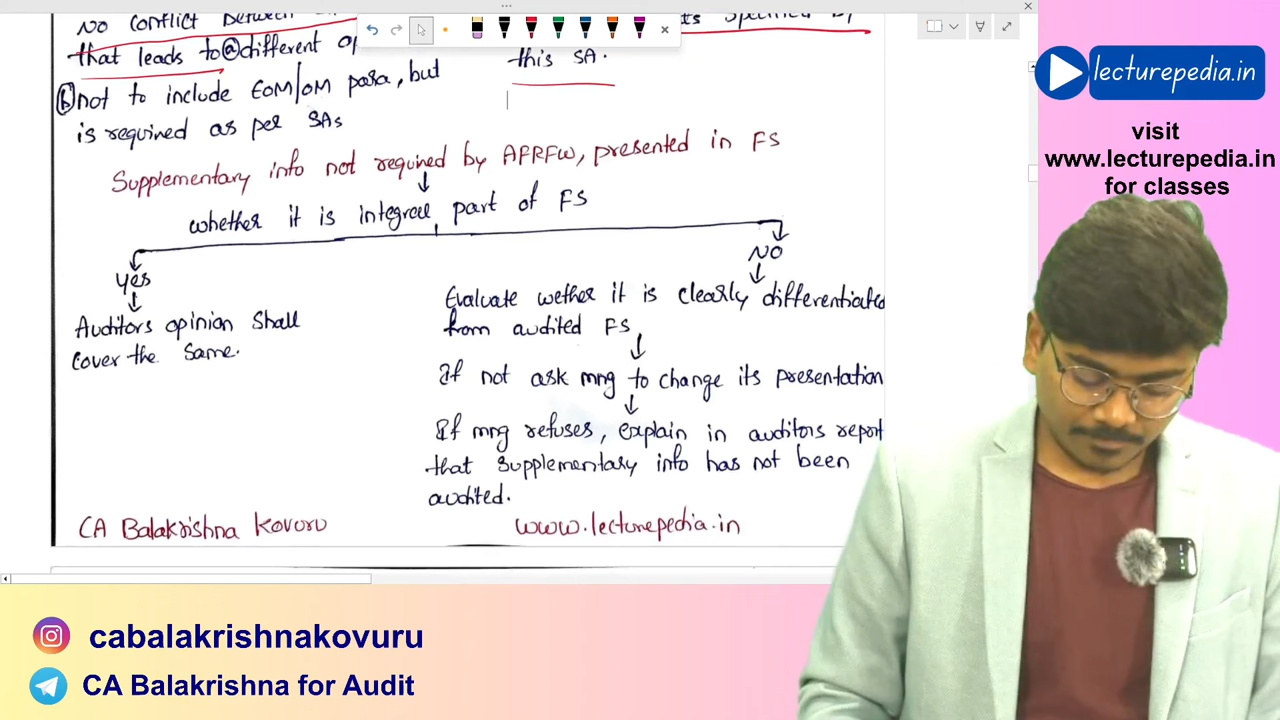 No conflict between
that leads to @ different op
(b) not to include EOM/OM para, but
is required as per SAs
ts specified by
this SA.
Supplementary info not required by AFRFW, presented in FS
whether it is integral part of FS
Yes
Auditors opinion shall
cover the same.
NO
Evaluate wether it is clearly differentiated
from audited FS
If not ask mng to change its presentation
If mng refuses, explain in auditors report
that supplementary info has not been
audited.
CA Balakrishna Kovuru
www.lecturepedia.in
lecturepedia.in
visit
www.lecturepedia.in
for classes
cabalakrishnakovuru
CA Balakrishna for Audit